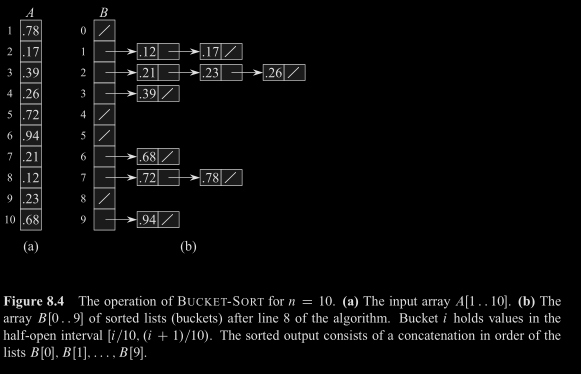 A B
1 .78 0 /
2 .17 1 .12 .17 /
3 .39 2 .21 .23 .26 /
4 .26 3 .39 /
5 .72 4 /
6 .94 5 /
7 .21 6 .68 /
8 .12 7 .72 .78 /
9 .23 8 /
10 .68 9 .94 /
(a) (b)
Figure 8.4 The operation of BUCKET-SORT for n = 10. (a) The input array A[1 . . 10]. (b) The
array B[0 . . 9] of sorted lists (buckets) after line 8 of the algorithm. Bucket i holds values in the
half-open interval [i/10, (i + 1)/10). The sorted output consists of a concatenation in order of the
lists B[0], B[1], . . . , B[9].